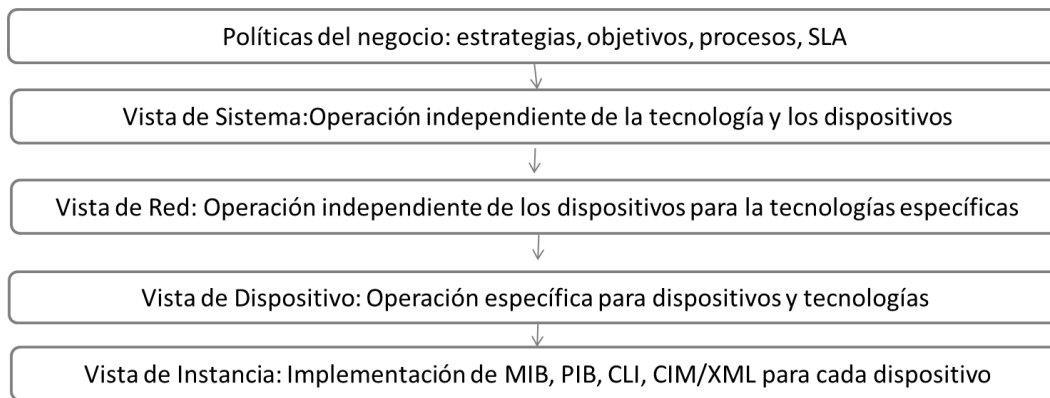 Políticas del negocio: estrategias, objetivos, procesos, SLA
Vista de Sistema:Operación independiente de la tecnología y los dispositivos
Vista de Red: Operación independiente de los dispositivos para la tecnologías específicas
Vista de Dispositivo: Operación específica para dispositivos y tecnologías
Vista de Instancia: Implementación de MIB, PIB, CLI, CIM/XML para cada dispositivo